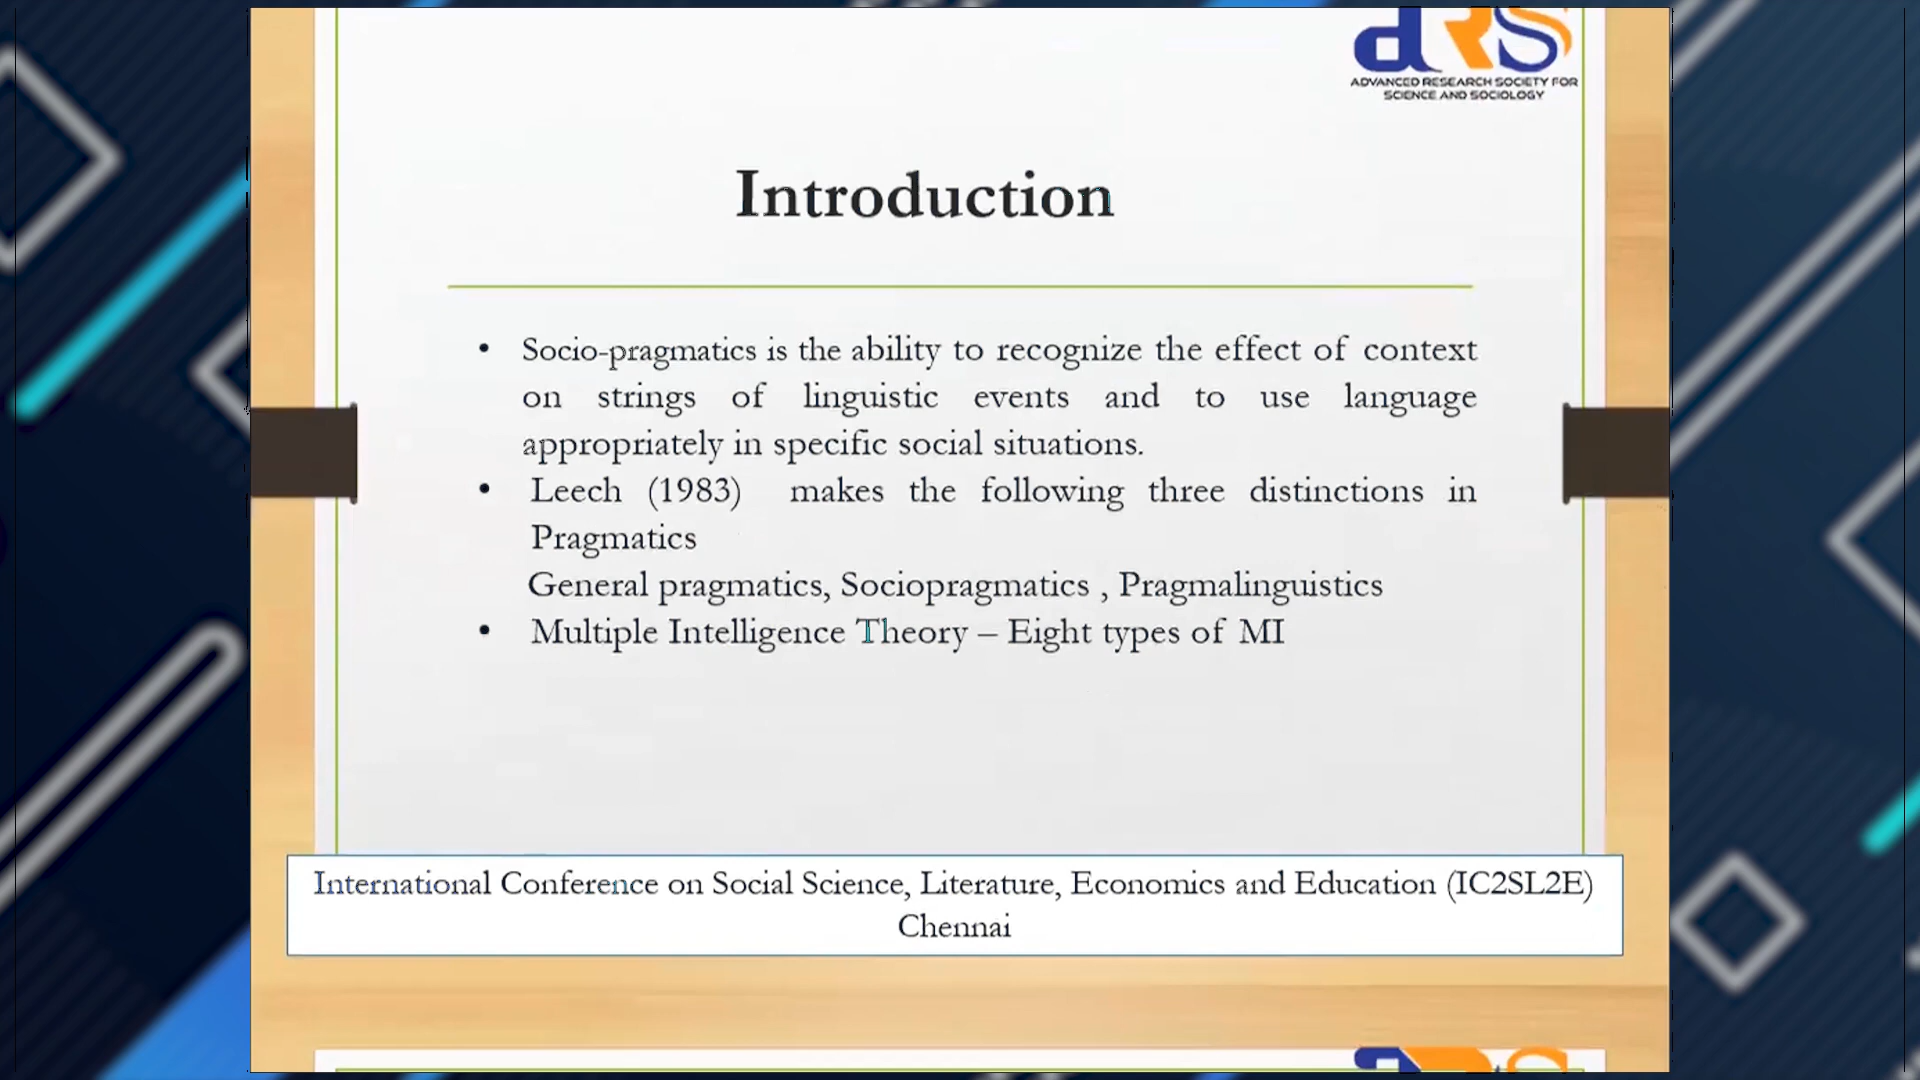 dRS
ADVANCED RESEARCH SOCIETY FOR
SCIENCE AND SOCIOLOGY
Introduction
• Socio-pragmatics is the ability to recognize the effect of context
on strings of linguistic events and to use language
appropriately in specific social situations.
• Leech (1983) makes the following three distinctions in
Pragmatics
General pragmatics, Sociopragmatics , Pragmalinguistics
• Multiple Intelligence Theory – Eight types of MI
International Conference on Social Science, Literature, Economics and Education (IC2SL2E)
Chennai